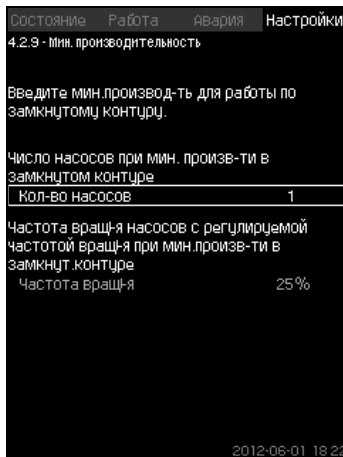 Состояние Работа Авария Настройки
4.2.9 - Мин. производительность
Введите мин.производ-ть для работы по
замкнутому контуру.
Число насосов при мин. произв-ти в
замкнутом контуре
Кол-во насосов 1
Частота вращ-я насосов с регулируемой
частотой вращ-я при мин.произв-ти в
замкнут.контуре
Частота вращ-я 25%
2012-06-01 18:22